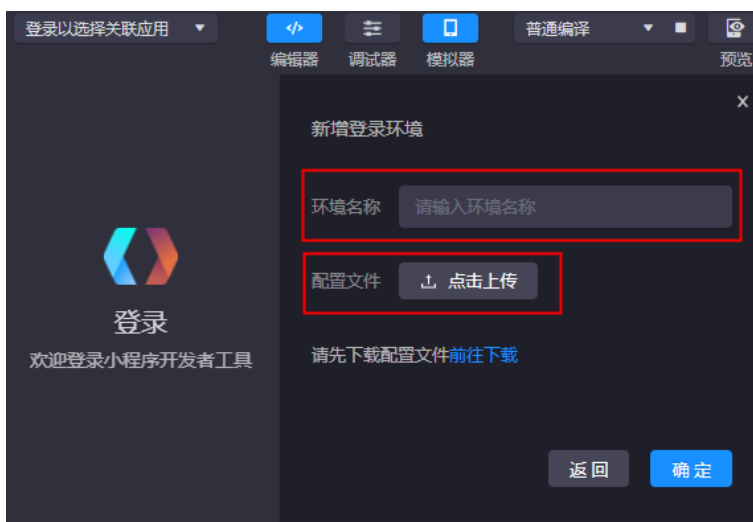 登录以选择关联应用
普通编译
编辑器 调试器 模拟器 预览
新增登录环境
环境名称 请输入环境名称
配置文件 点击上传
登录
欢迎登录小程序开发者工具
请先下载配置文件前往下载
返回 确定